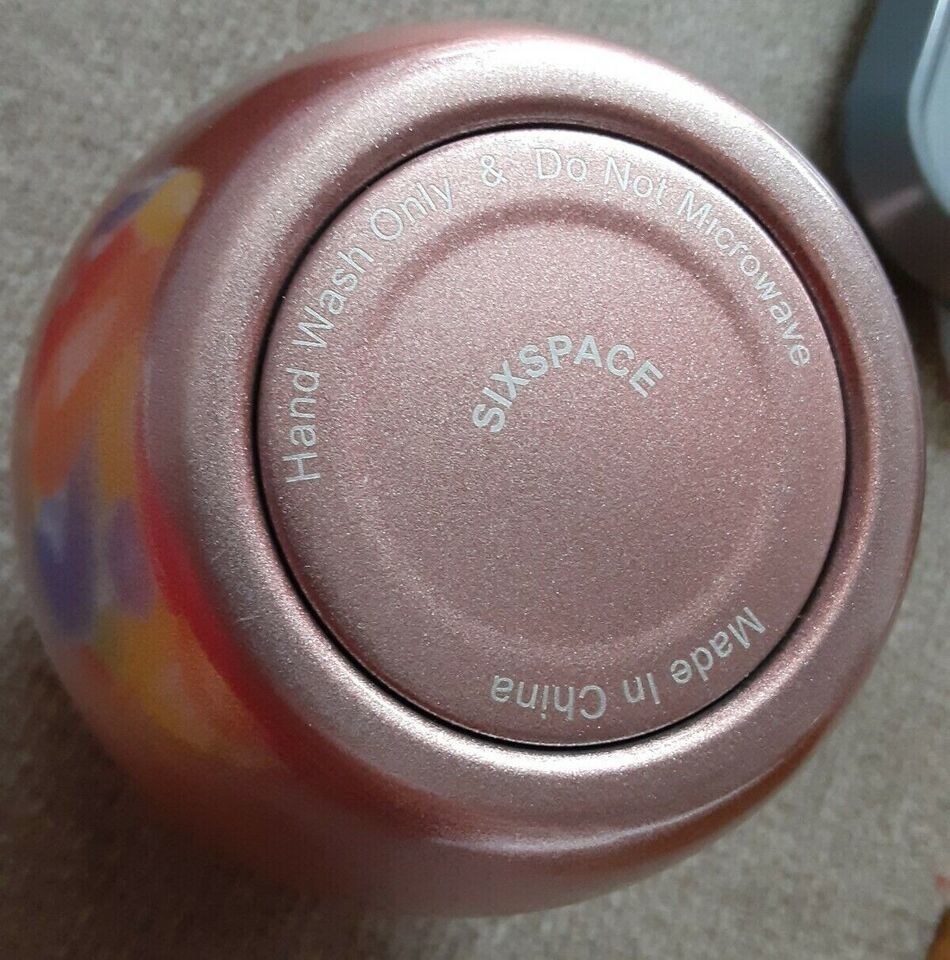 Hand Wash Only & Do Not Microwave
SIXSPACE
Made In China